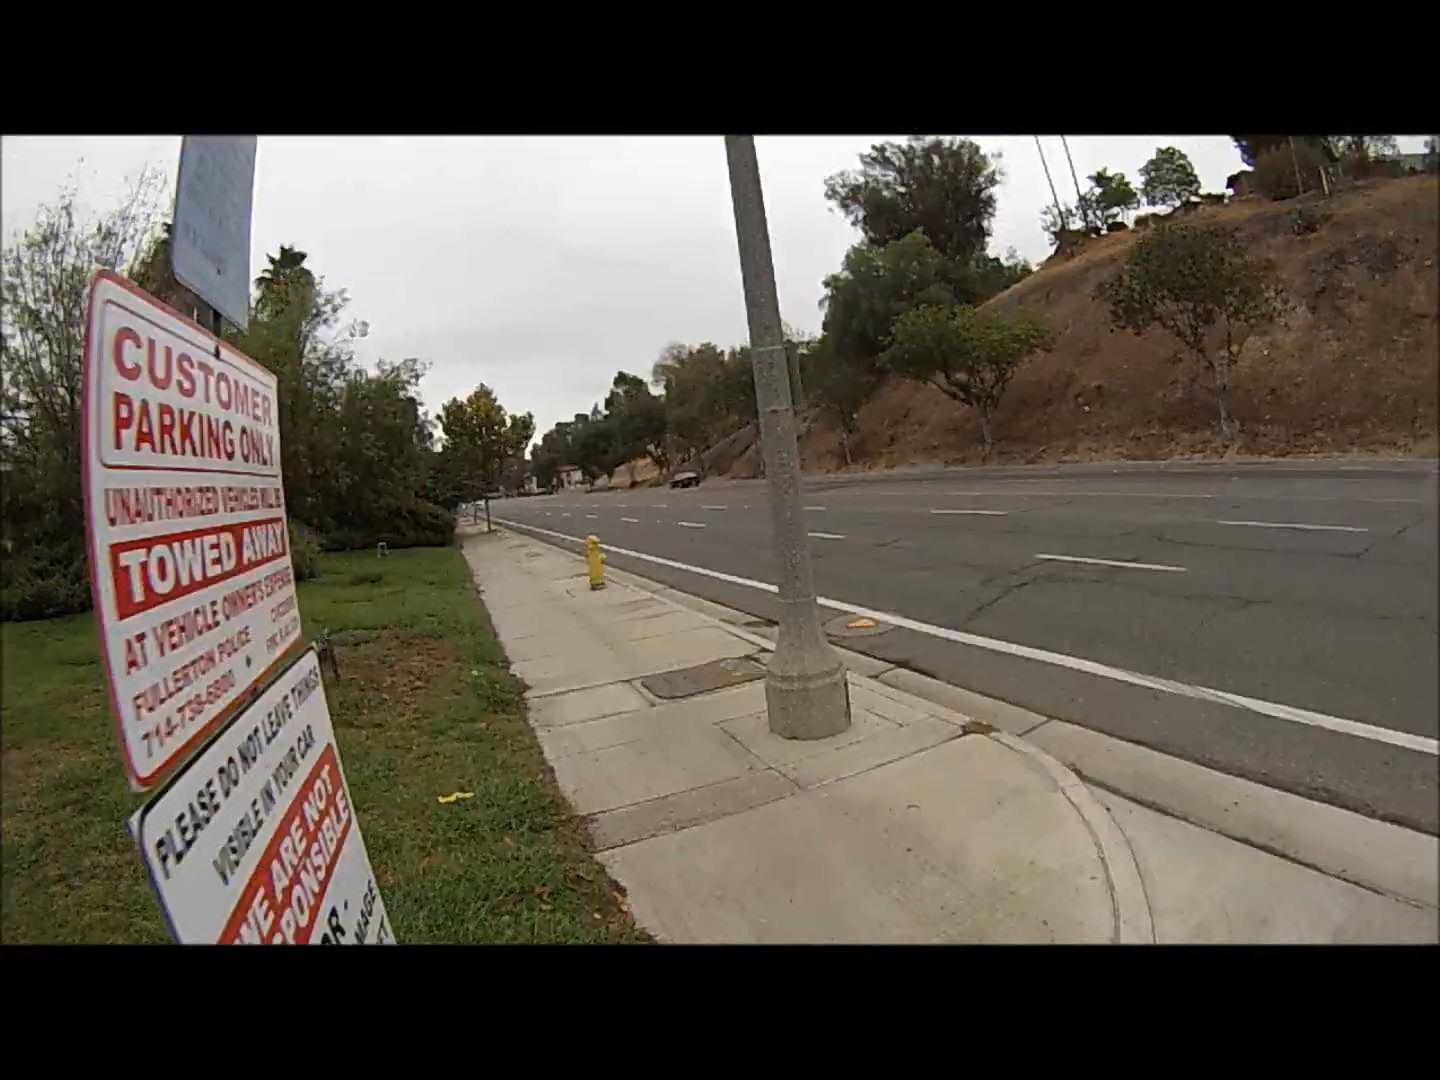 CUSTOMER
PARKING ONLY
UNAUTHORIZED VEHICLES WILL BE
TOWED AWAY
AT VEHICLE OWNER'S EXPENSE
FULLERTON POLICE
714-738-6800
PLEASE DO NOT LEAVE THINGS
VISIBLE IN YOUR CAR
WE ARE NOT